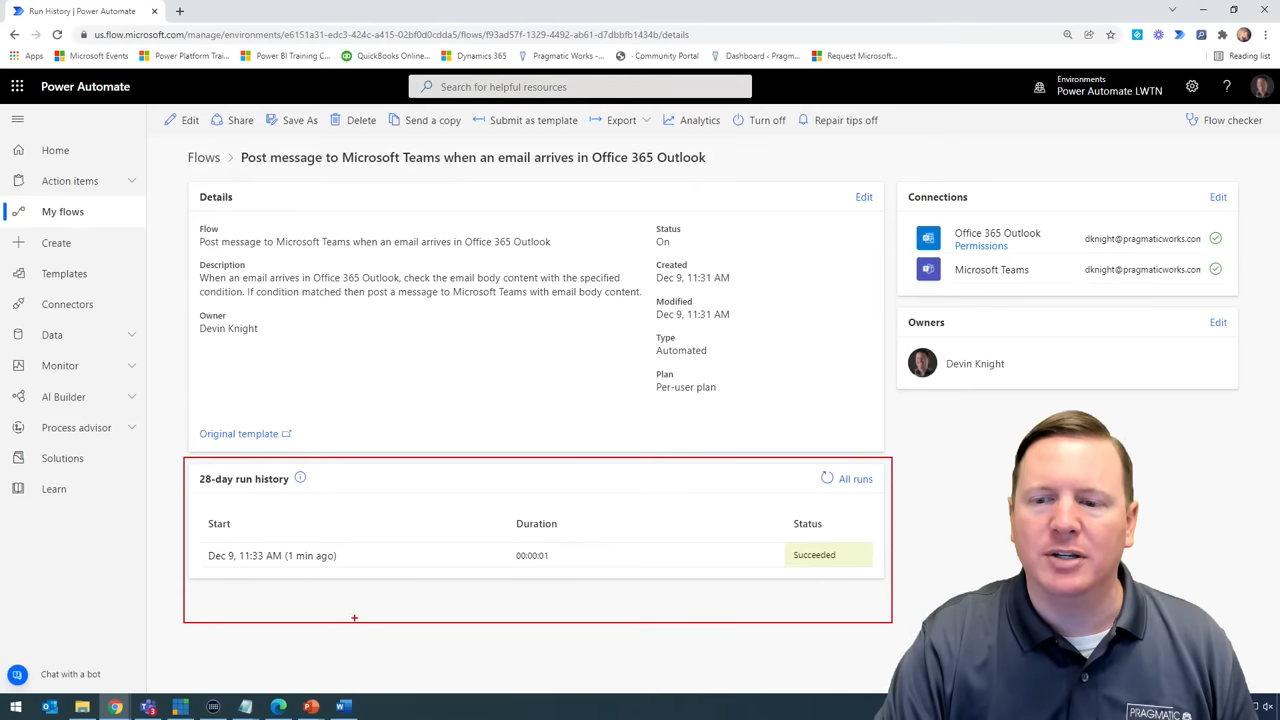 Run History | Power Automate
us.flow.microsoft.com/manage/environments/e6151a31-edc3-424c-a415-02bf0d0cdda5/flows/f93ad57f-1329-4492-ab61-d7dbbfb1434b/details
Apps
Microsoft Events
Power Platform Trai...
Power BI Training C...
QuickBooks Online...
Dynamics 365
Pragmatic Works -...
· Community Portal
Dashboard ‹ Pragm...
Request Microsoft...
Reading list
Power Automate
Search for helpful resources
Environments
Power Automate LWTN
?
Edit
Share
Save As
Delete
Send a copy
Submit as template
Export
Analytics
Turn off
Repair tips off
Flow checker
Home
Action items
My flows
Create
Templates
Connectors
Data
Monitor
AI Builder
Process advisor
Solutions
Learn
Chat with a bot
Flows > Post message to Microsoft Teams when an email arrives in Office 365 Outlook
Details
Edit
Flow
Post message to Microsoft Teams when an email arrives in Office 365 Outlook
Description
When an email arrives in Office 365 Outlook, check the email body content with the specified
condition. If condition matched then post a message to Microsoft Teams with email body content.
Owner
Devin Knight
Original template
Status
On
Created
Dec 9, 11:31 AM
Modified
Dec 9, 11:31 AM
Type
Automated
Plan
Per-user plan
Connections
Edit
Office 365 Outlook
Permissions
dknight@pragmaticworks.con
Microsoft Teams
dknight@pragmaticworks.con
Owners
Edit
Devin Knight
28-day run history
All runs
Start
Duration
Status
Dec 9, 11:33 AM (1 min ago)
00:00:01
Succeeded
PRAGMATIC